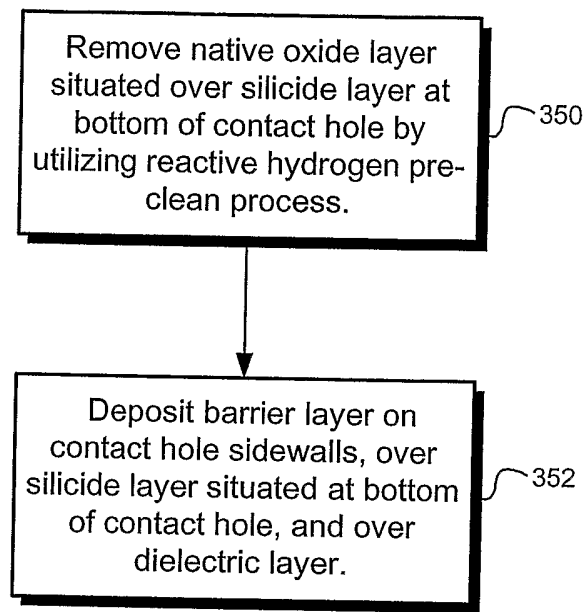 Remove native oxide layer
situated over silicide layer at
bottom of contact hole by
utilizing reactive hydrogen pre-
clean process.
350
Deposit barrier layer on
contact hole sidewalls, over
silicide layer situated at bottom
of contact hole, and over
dielectric layer.
352